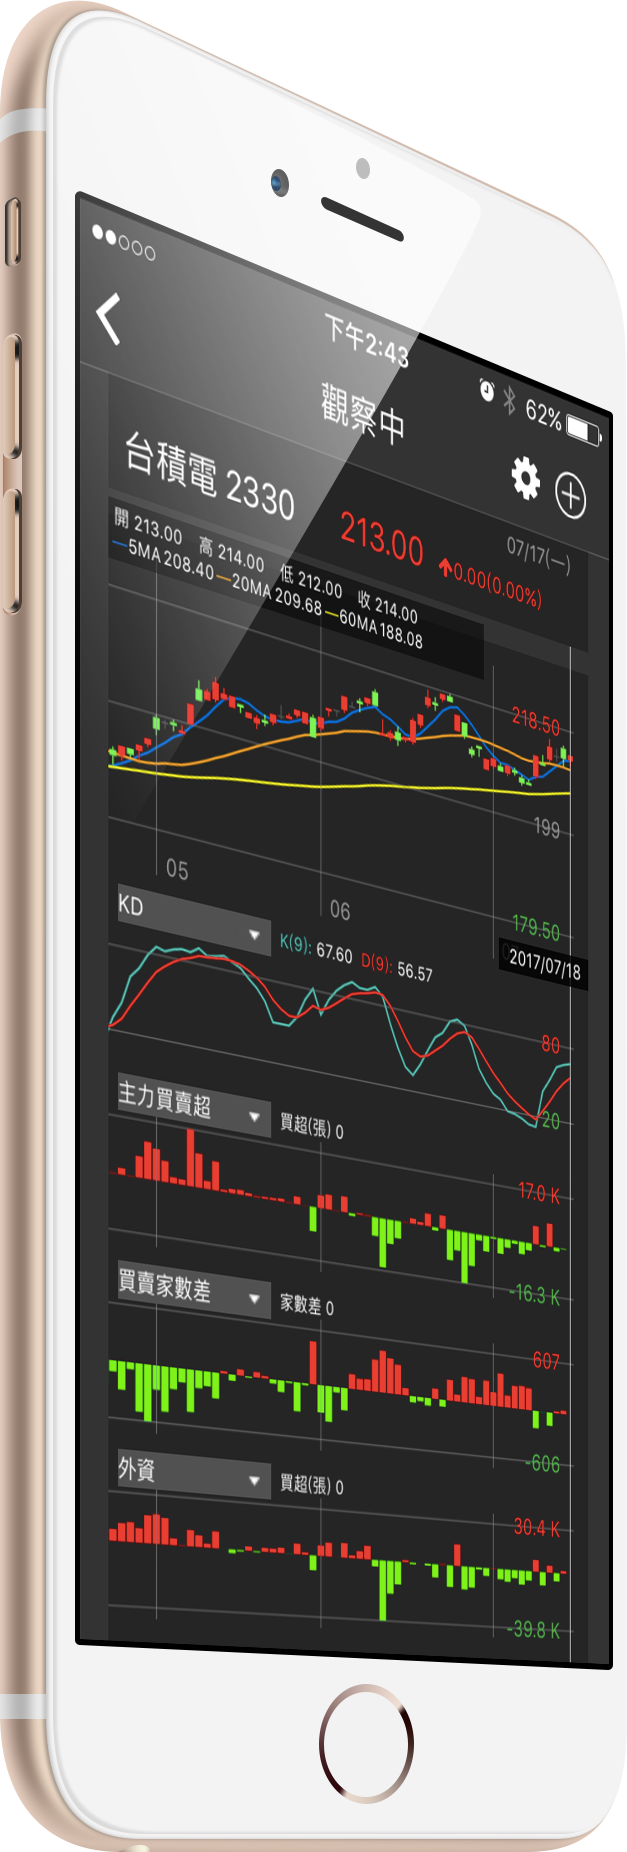 下午2:43
62%
觀察中
台積電 2330
213.00
07/17(一)
0.00(0.00%)
開 213.00 高 214.00 低 212.00 收 214.00
5MA 208.40 20MA 209.68 60MA 188.08
218.50
199
179.50
05
06
2017/07/18
KD
K(9): 67.60 D(9): 56.57
80
20
主力買賣超
買超(張) 0
17.0 K
-16.3 K
買賣家數差
家數差 0
607
-606
外資
買超(張) 0
30.4 K
-39.8 K